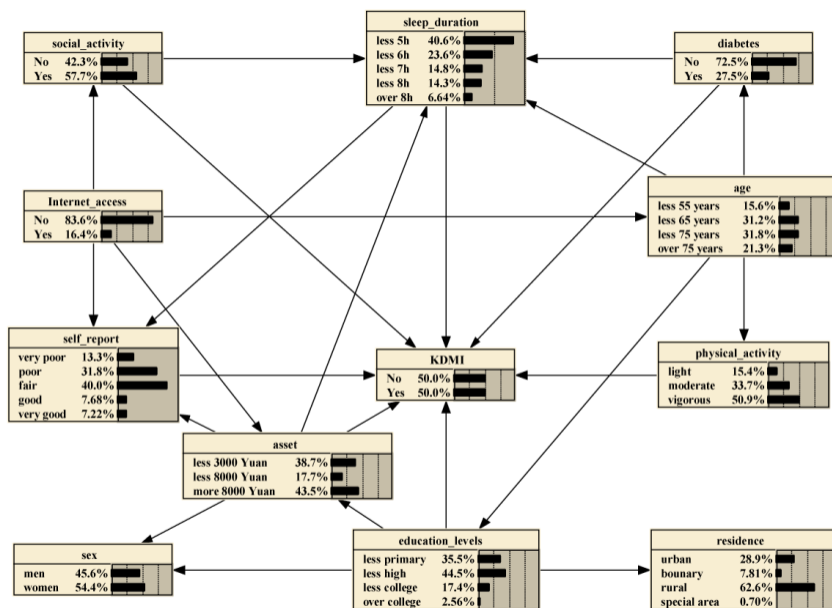 sleep_duration
less 5h 40.6%
less 6h 23.6%
less 7h 14.8%
less 8h 14.3%
over 8h 6.64%
social_activity
No 42.3%
Yes 57.7%
diabetes
No 72.5%
Yes 27.5%
Internet_access
No 83.6%
Yes 16.4%
age
less 55 years 15.6%
less 65 years 31.2%
less 75 years 31.8%
over 75 years 21.3%
self_report
very poor 13.3%
poor 31.8%
fair 40.0%
good 7.68%
very good 7.22%
KDMI
No 50.0%
Yes 50.0%
physical_activity
light 15.4%
moderate 33.7%
vigorous 50.9%
asset
less 3000 Yuan 38.7%
less 8000 Yuan 17.7%
more 8000 Yuan 43.5%
sex
men 45.6%
women 54.4%
education_levels
less primary 35.5%
less high 44.5%
less college 17.4%
over college 2.56%
residence
urban 28.9%
bounary 7.81%
rural 62.6%
special area 0.70%